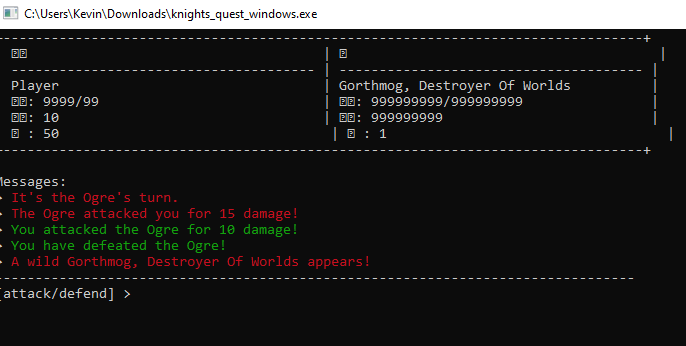 C:\Users\Kevin\Downloads\knights_quest_windows.exe
Player | Gorthmog, Destroyer Of Worlds |
: 9999/99 | : 999999999/999999999 |
: 10 | : 999999999 |
: 50 | : 1 |
Messages:
> It's the Ogre's turn.
> The Ogre attacked you for 15 damage!
> You attacked the Ogre for 10 damage!
> You have defeated the Ogre!
> A wild Gorthmog, Destroyer Of Worlds appears!
[attack/defend] >